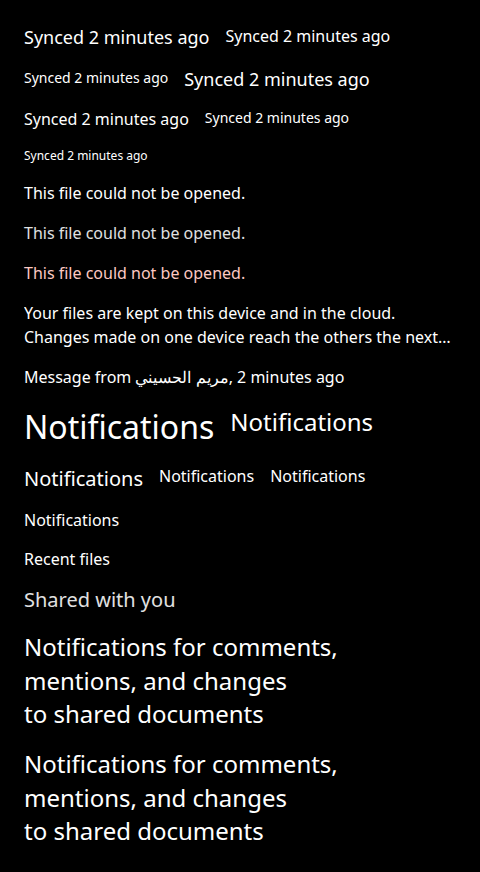 Synced 2 minutes ago Synced 2 minutes ago
Synced 2 minutes ago Synced 2 minutes ago
Synced 2 minutes ago Synced 2 minutes ago
Synced 2 minutes ago
This file could not be opened.
This file could not be opened.
This file could not be opened.
Your files are kept on this device and in the cloud.
Changes made on one device reach the others the next…
Message from مريم الحسيني, 2 minutes ago
Notifications Notifications
Notifications Notifications Notifications
Notifications
Recent files
Shared with you
Notifications for comments,
mentions, and changes
to shared documents
Notifications for comments,
mentions, and changes
to shared documents